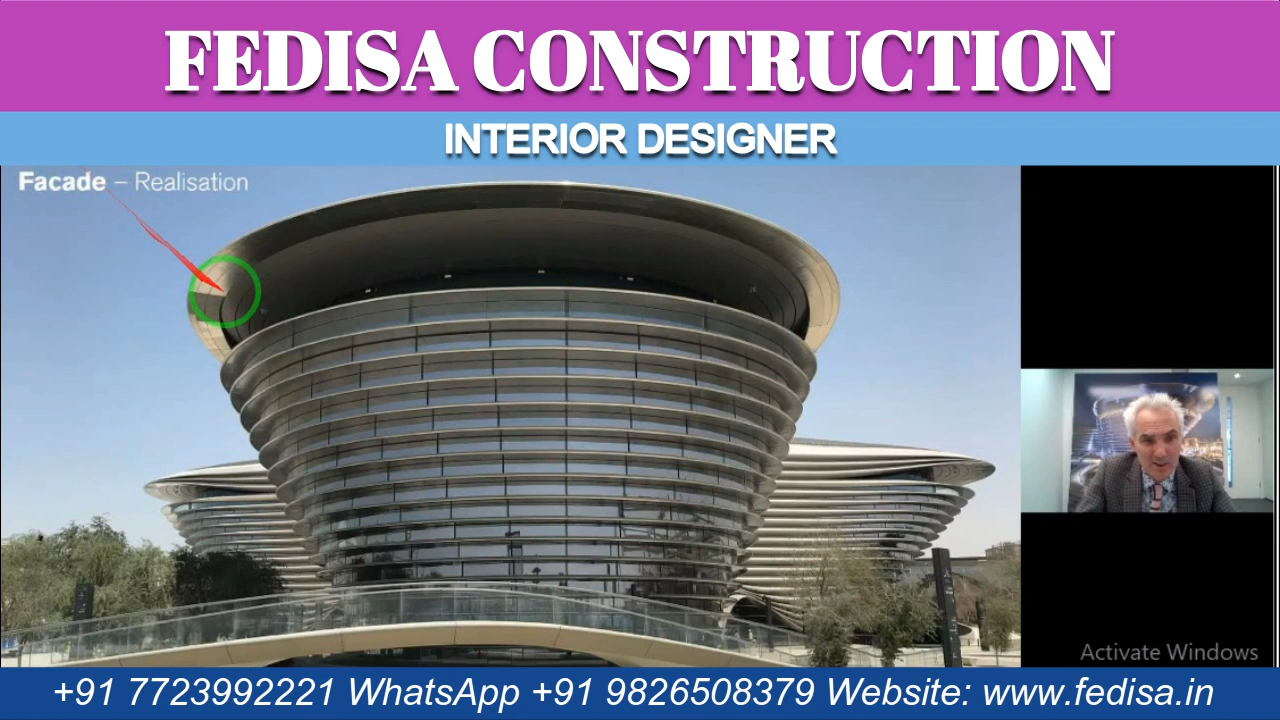 FEDISA CONSTRUCTION
INTERIOR DESIGNER
Facade – Realisation
Activate Windows
+91 7723992221 WhatsApp +91 9826508379 Website: www.fedisa.in